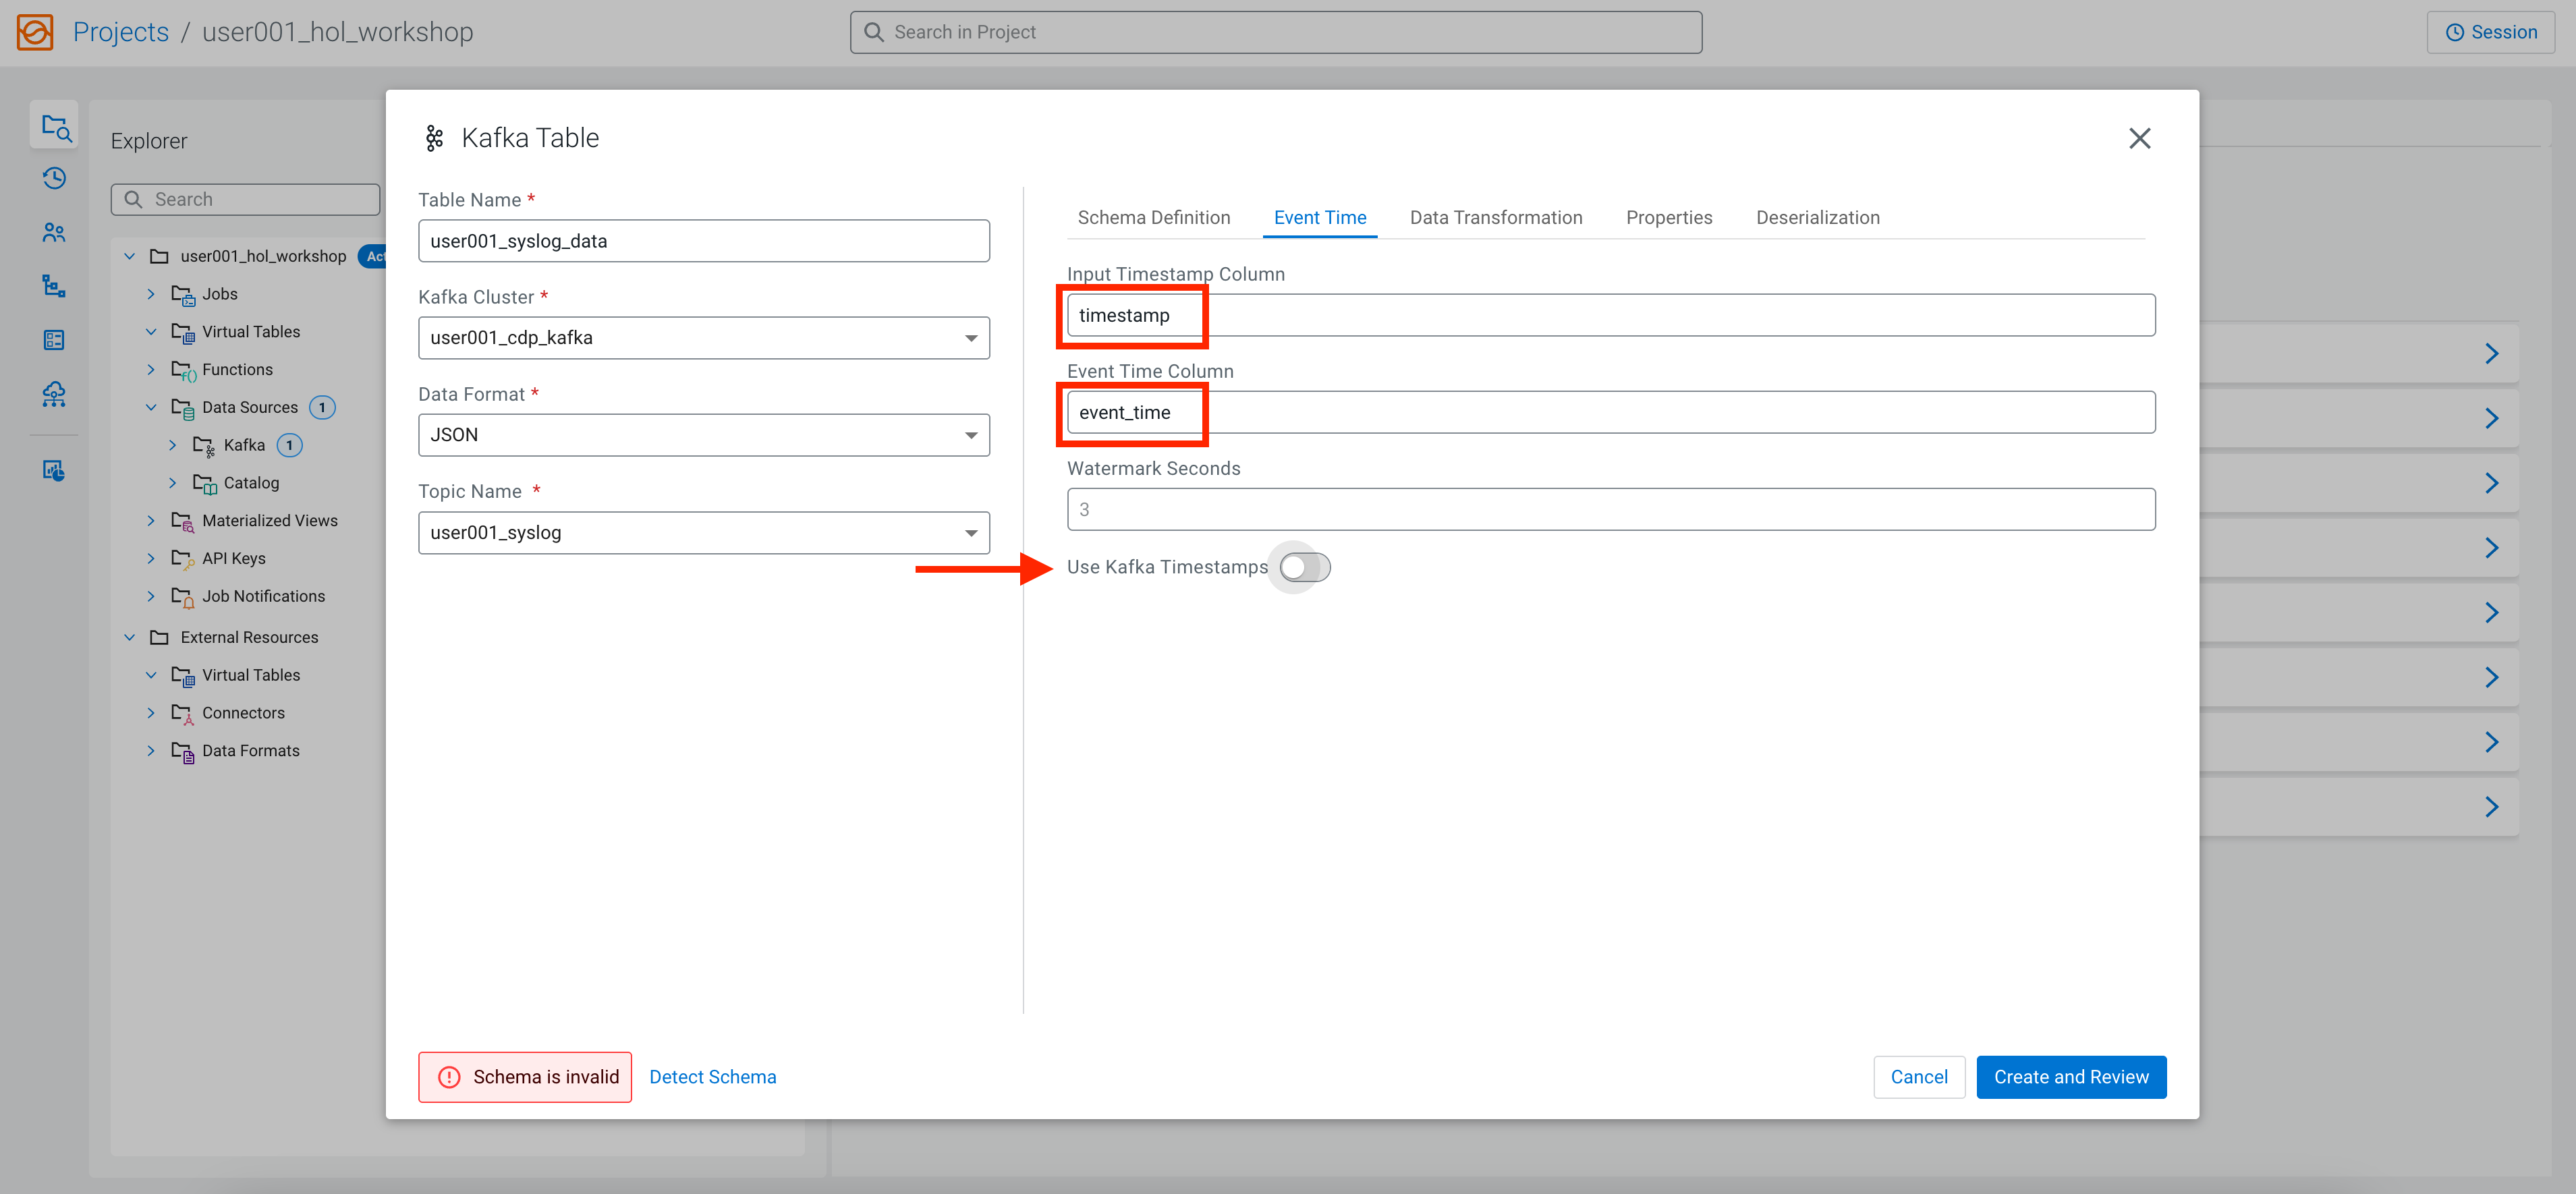 Projects / user001_hol_workshop
Search in Project
Session
Explorer
Search
user001_hol_workshop
Jobs
Virtual Tables
f() Functions
Data Sources 1
Kafka 1
Catalog
Materialized Views
API Keys
Job Notifications
External Resources
Virtual Tables
Connectors
Data Formats
Kafka Table
Table Name *
user001_syslog_data
Kafka Cluster *
user001_cdp_kafka
Data Format *
JSON
Topic Name *
user001_syslog
Schema Definition Event Time Data Transformation Properties Deserialization
Input Timestamp Column
timestamp
Event Time Column
event_time
Watermark Seconds
3
Use Kafka Timestamps
Schema is invalid
Detect Schema
Cancel
Create and Review